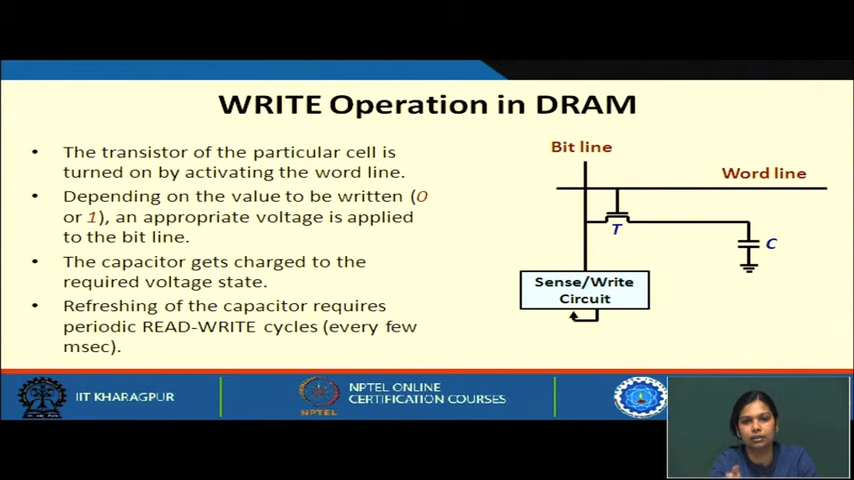 WRITE Operation in DRAM
• The transistor of the particular cell is
turned on by activating the word line.
• Depending on the value to be written (0
or 1), an appropriate voltage is applied
to the bit line.
• The capacitor gets charged to the
required voltage state.
• Refreshing of the capacitor requires
periodic READ-WRITE cycles (every few
msec).
Bit line
Word line
T
C
Sense/Write
Circuit
IIT KHARAGPUR
NPTEL
NPTEL ONLINE
CERTIFICATION COURSES